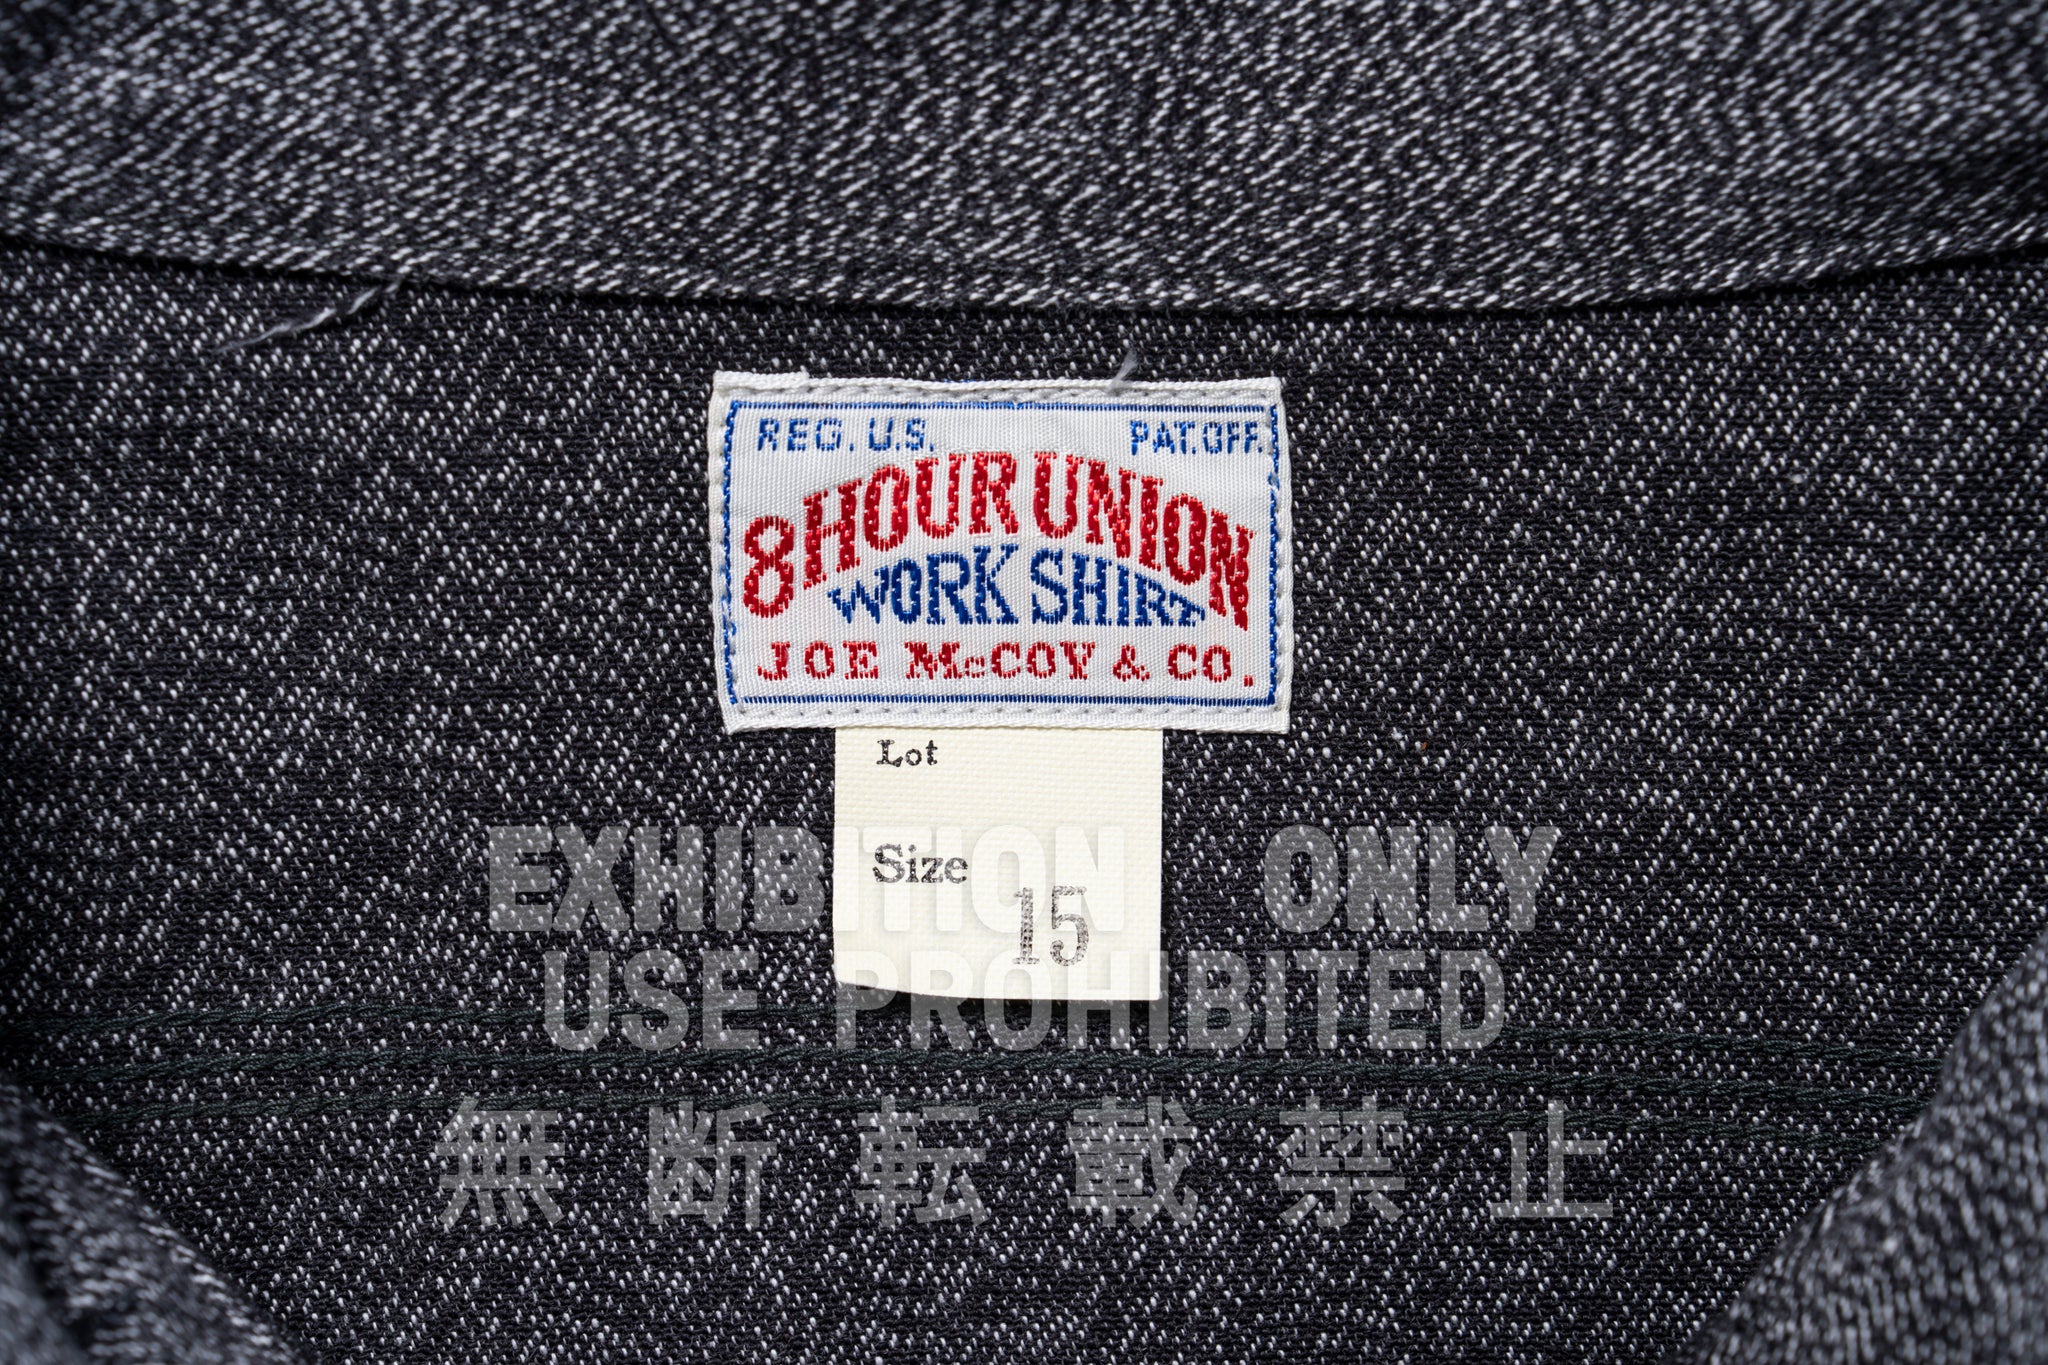 REG. U.S. PAT. OFF.
8 HOUR UNION
WORK SHIRT
JOE McCOY & CO.
Lot
Size
15
EXHIBITION ONLY
USE PROHIBITED
無断転載禁止